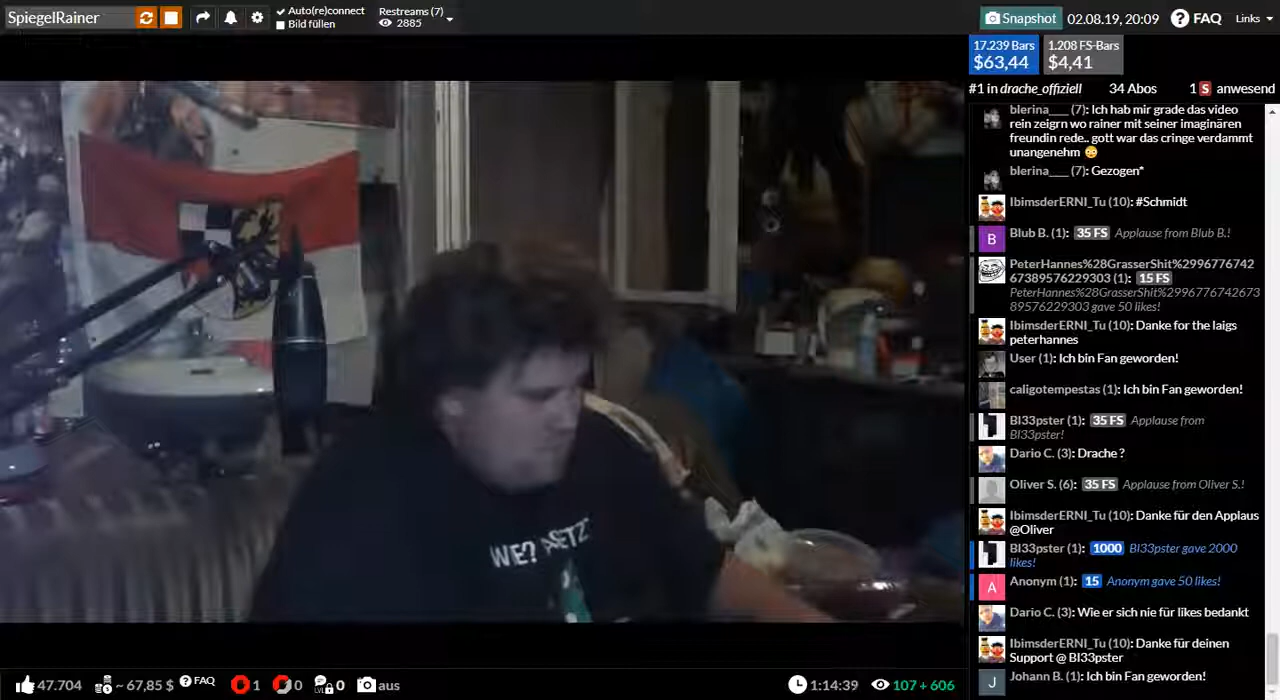 SpiegelRainer
Auto(re)connect
Bild füllen
Restreams (7)
2885
Snapshot
02.08.19, 20:09
FAQ
Links
17.239 Bars
$63,44
1.208 FS-Bars
$4,41
#1 in drache_offiziell
34 Abos
1 S anwesend
blerina___ (7): Ich hab mir grade das video
rein zeigrn wo rainer mit seiner imaginären
freundin rede.. gott war das cringe verdammt
unangenehm 😳
blerina___ (7): Gezogen*
IbimsderERNI_Tu (10): #Schmidt
B
Blub B. (1): 35 FS Applause from Blub B.!
PeterHannes%28GrasserShit%2996776742
67389576229303 (1): 15 FS
PeterHannes%28GrasserShit%2996776742673
89576229303 gave 50 likes!
IbimsderERNI_Tu (10): Danke for the laigs
peterhannes
User (1): Ich bin Fan geworden!
caligotempestas (1): Ich bin Fan geworden!
Bl33pster (1): 35 FS Applause from
Bl33pster!
Dario C. (3): Drache ?
Oliver S. (6): 35 FS Applause from Oliver S.!
IbimsderERNI_Tu (10): Danke für den Applaus
@Oliver
Bl33pster (1): 1000 Bl33pster gave 2000
likes!
A
Anonym (1): 15 Anonym gave 50 likes!
Dario C. (3): Wie er sich nie für likes bedankt
IbimsderERNI_Tu (10): Danke für deinen
Support @ Bl33pster
J
Johann B. (1): Ich bin Fan geworden!
47.704
~ 67,85 $
FAQ
1
0
LVL
0
aus
1:14:39
107 + 606